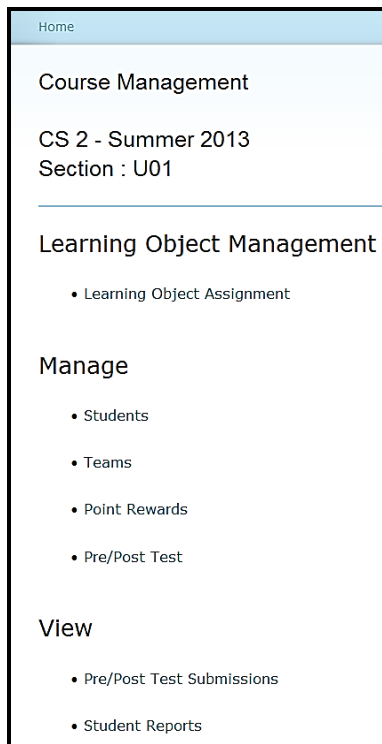 Home
Course Management
CS 2 - Summer 2013
Section : U01
Learning Object Management
• Learning Object Assignment
Manage
• Students
• Teams
• Point Rewards
• Pre/Post Test
View
• Pre/Post Test Submissions
• Student Reports